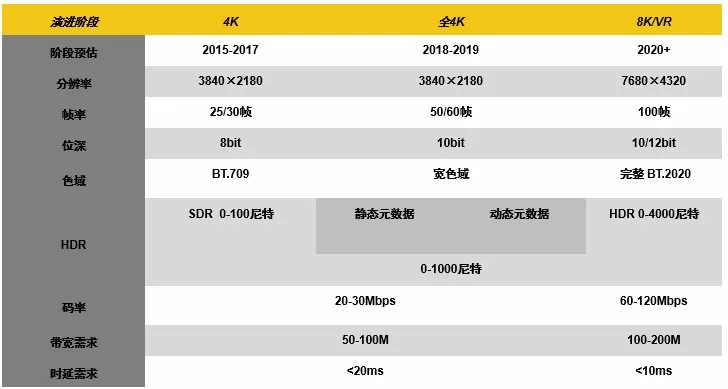 演进阶段 4K 全4K 8K/VR
阶段预估 2015-2017 2018-2019 2020+
分辨率 3840×2180 3840×2180 7680×4320
帧率 25/30帧 50/60帧 100帧
位深 8bit 10bit 10/12bit
色域 BT.709 宽色域 完整 BT.2020
SDR 0-100尼特 静态元数据 动态元数据 HDR 0-4000尼特
HDR
0-1000尼特
码率 20-30Mbps 60-120Mbps
带宽需求 50-100M 100-200M
时延需求 <20ms <10ms